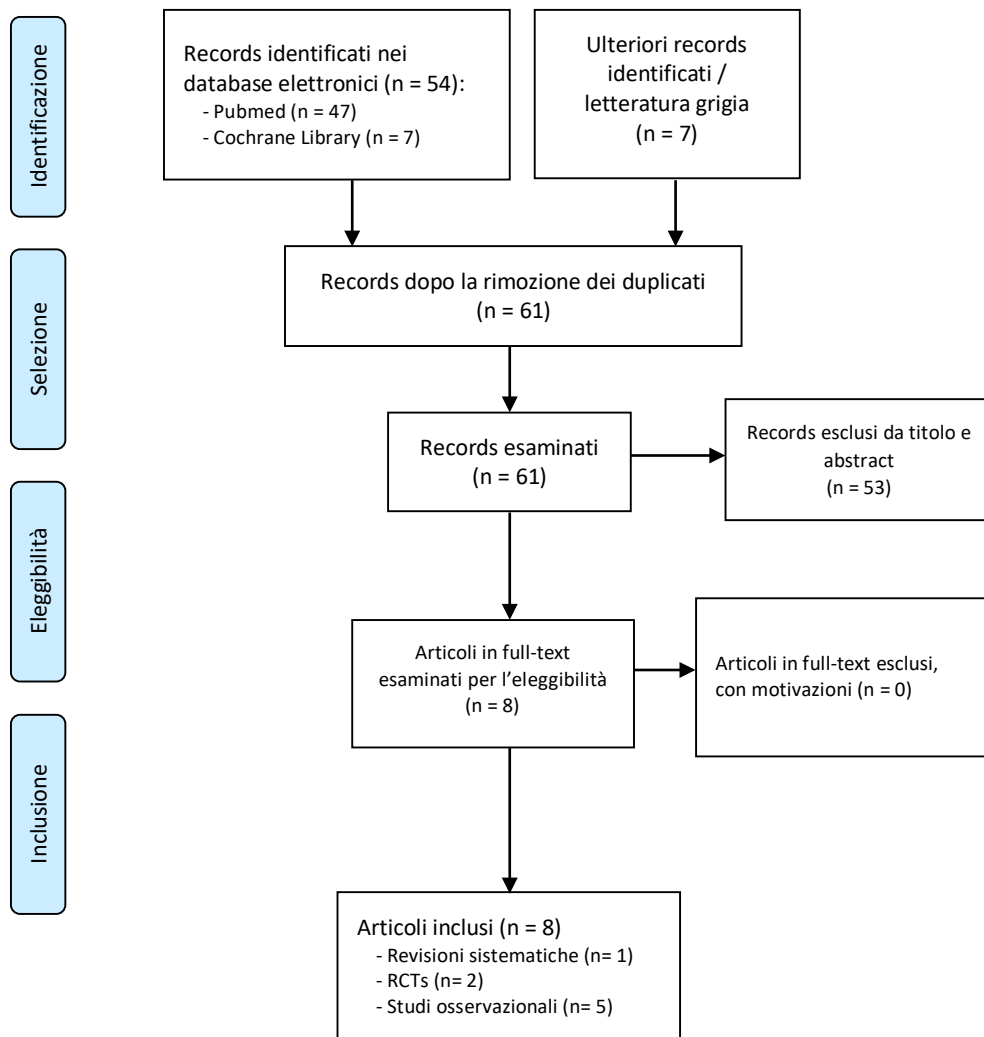 Identificazione
Records identificati nei
database elettronici (n = 54):
- Pubmed (n = 47)
- Cochrane Library (n = 7)
Ulteriori records
identificati /
letteratura grigia
(n = 7)
Selezione
Records dopo la rimozione dei duplicati
(n = 61)
Records esaminati
(n = 61)
Records esclusi da titolo e
abstract
(n = 53)
Eleggibilità
Articoli in full-text
esaminati per l’eleggibilità
(n = 8)
Articoli in full-text esclusi,
con motivazioni (n = 0)
Inclusione
Articoli inclusi (n = 8)
- Revisioni sistematiche (n= 1)
- RCTs (n= 2)
- Studi osservazionali (n= 5)